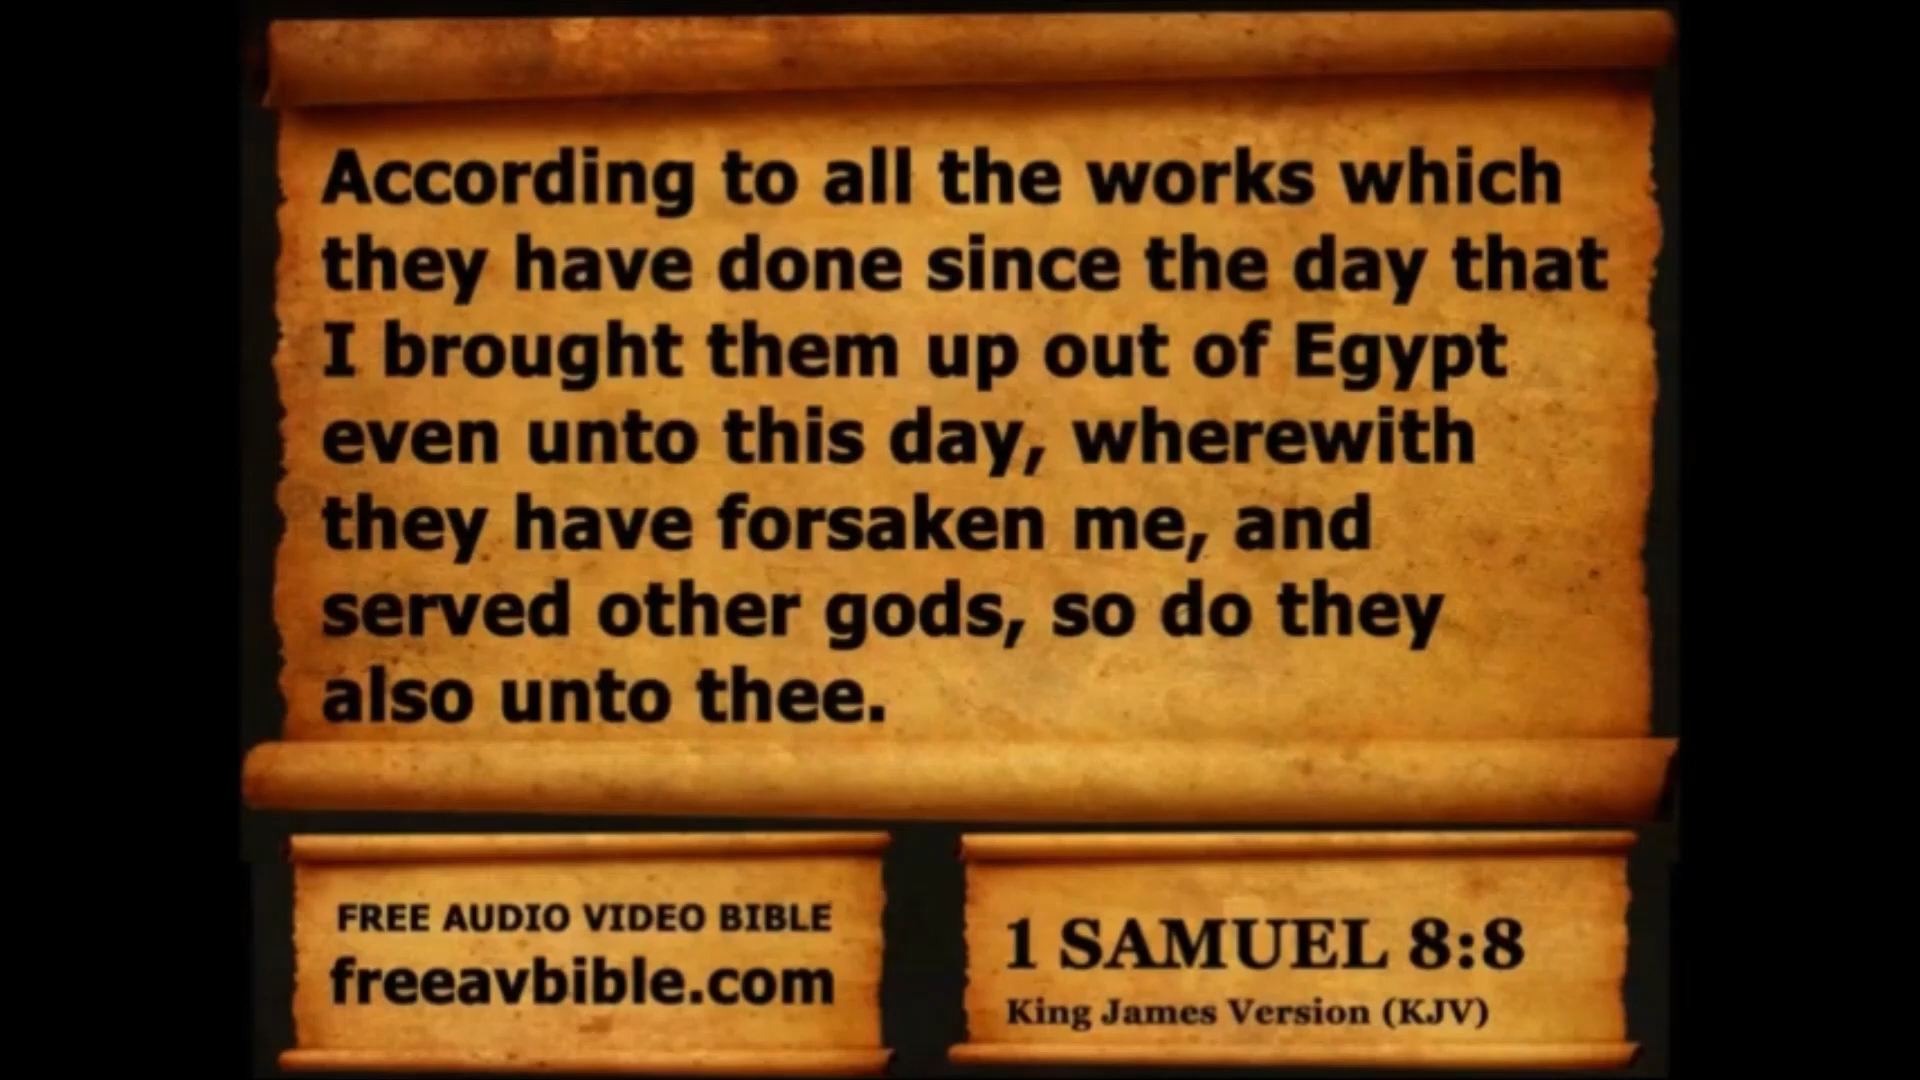 According to all the works which
they have done since the day that
I brought them up out of Egypt
even unto this day, wherewith
they have forsaken me, and
served other gods, so do they
also unto thee.
FREE AUDIO VIDEO BIBLE
freeavbible.com
1 SAMUEL 8:8
King James Version (KJV)